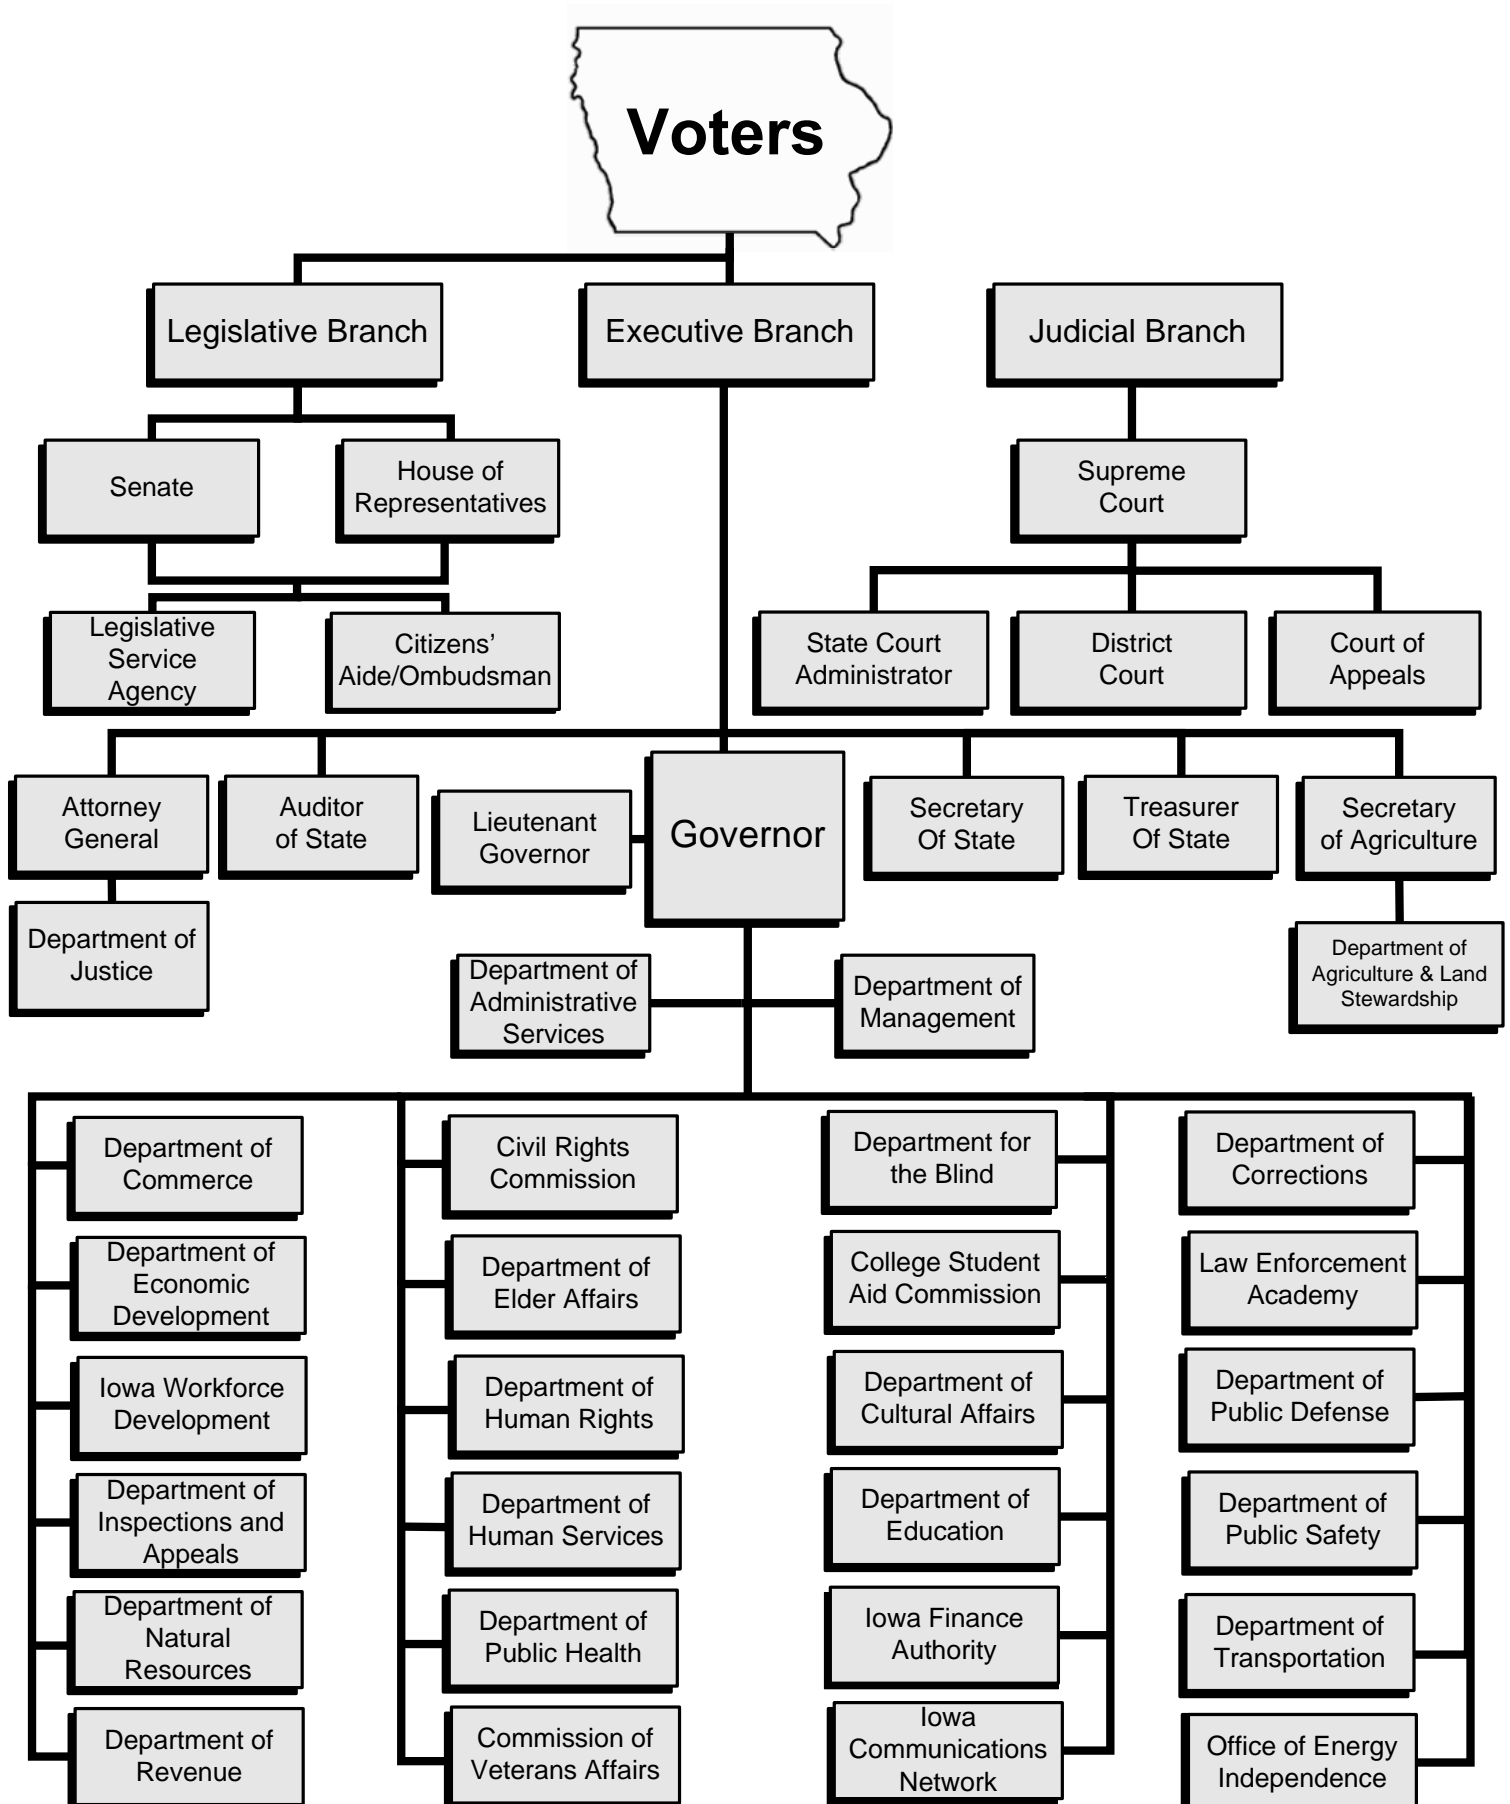 Voters
Legislative Branch
Executive Branch
Judicial Branch
Senate
House of
Representatives
Supreme
Court
Legislative
Service
Agency
Citizens’
Aide/Ombudsman
State Court
Administrator
District
Court
Court of
Appeals
Attorney
General
Auditor
of State
Lieutenant
Governor
Governor
Secretary
Of State
Treasurer
Of State
Secretary
of Agriculture
Department of
Justice
Department of
Administrative
Services
Department of
Management
Department of
Agriculture & Land
Stewardship
Department of
Commerce
Department of
Economic
Development
Iowa Workforce
Development
Department of
Inspections and
Appeals
Department of
Natural
Resources
Department of
Revenue
Civil Rights
Commission
Department of
Elder Affairs
Department of
Human Rights
Department of
Human Services
Department of
Public Health
Commission of
Veterans Affairs
Department for
the Blind
College Student
Aid Commission
Department of
Cultural Affairs
Department of
Education
Iowa Finance
Authority
Iowa
Communications
Network
Department of
Corrections
Law Enforcement
Academy
Department of
Public Defense
Department of
Public Safety
Department of
Transportation
Office of Energy
Independence